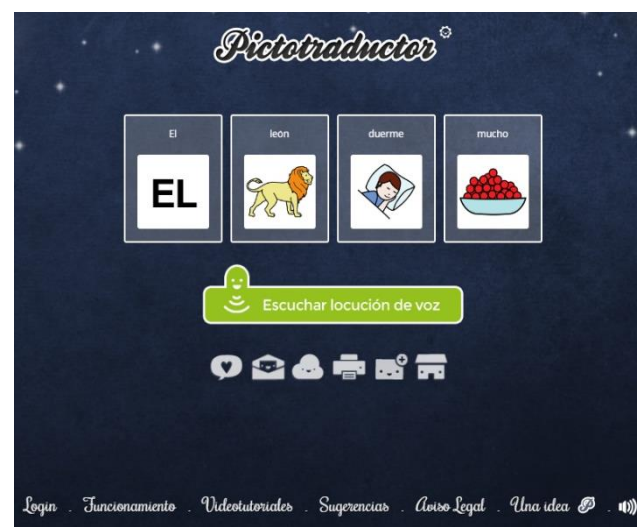 Pictotraductor
El león duerme mucho
EL
Escuchar locución de voz
Login . Funcionamiento . Videotutoriales . Sugerencias . Aviso Legal . Una idea